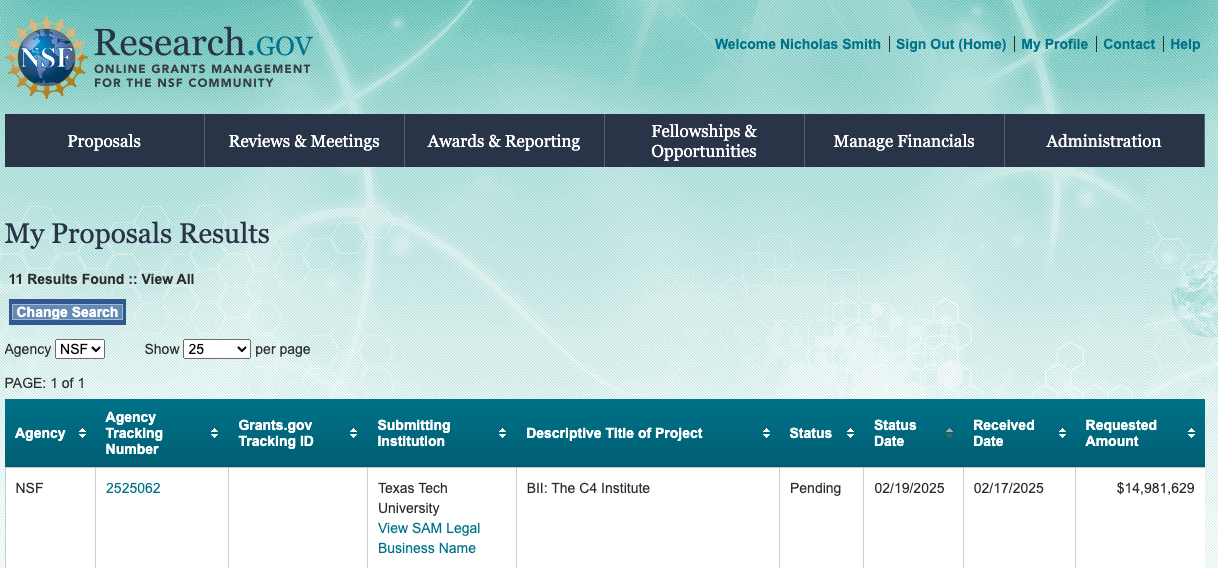 NSF
Research.GOV
ONLINE GRANTS MANAGEMENT
FOR THE NSF COMMUNITY
Welcome Nicholas Smith | Sign Out (Home) | My Profile | Contact | Help
Proposals
Reviews & Meetings
Awards & Reporting
Fellowships &
Opportunities
Manage Financials
Administration
My Proposals Results
11 Results Found :: View All
Change Search
Agency NSF Show 25 per page
PAGE: 1 of 1
Agency
Agency
Tracking
Number
Grants.gov
Tracking ID
Submitting
Institution
Descriptive Title of Project
Status
Status
Date
Received
Date
Requested
Amount
NSF
2525062
Texas Tech
University
View SAM Legal
Business Name
BII: The C4 Institute
Pending
02/19/2025
02/17/2025
$14,981,629